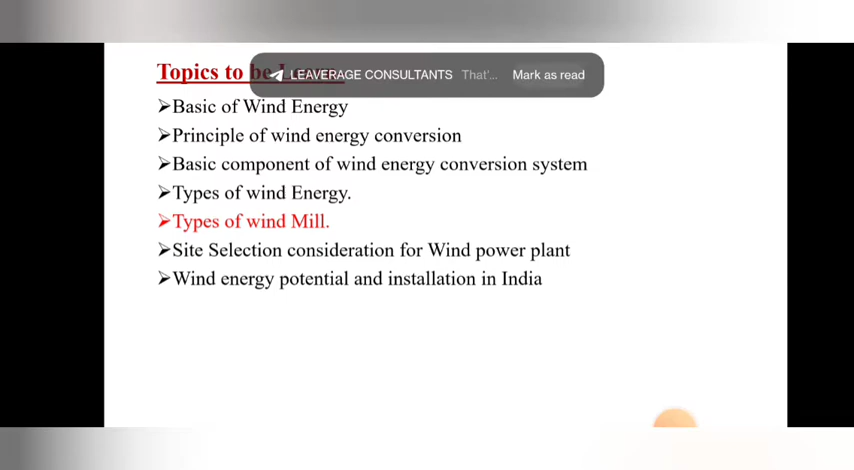 Topics to be
LEAVERAGE CONSULTANTS That'... Mark as read
➢Basic of Wind Energy
➢Principle of wind energy conversion
➢Basic component of wind energy conversion system
➢Types of wind Energy.
➢Types of wind Mill.
➢Site Selection consideration for Wind power plant
➢Wind energy potential and installation in India